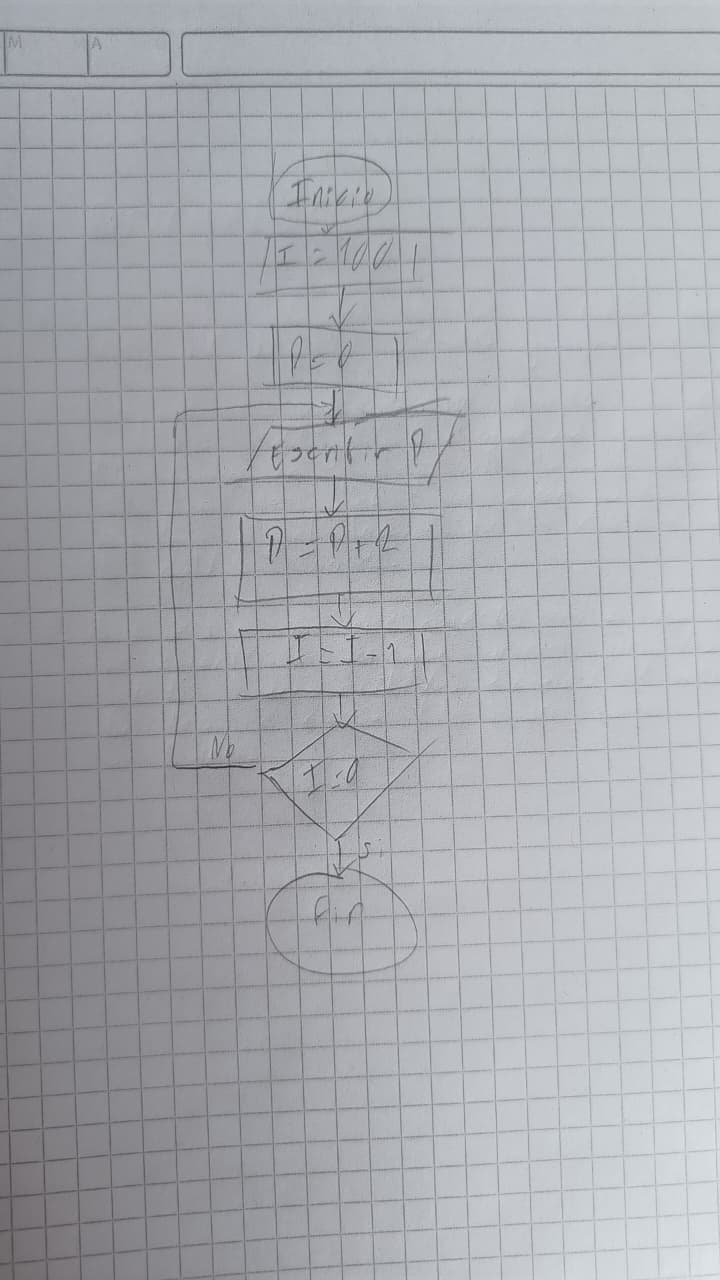 M A
Inicio
I = 100
P = 0
Escribir P
P = P + 2
I = I - 1
No
I = 0
Si
Fin